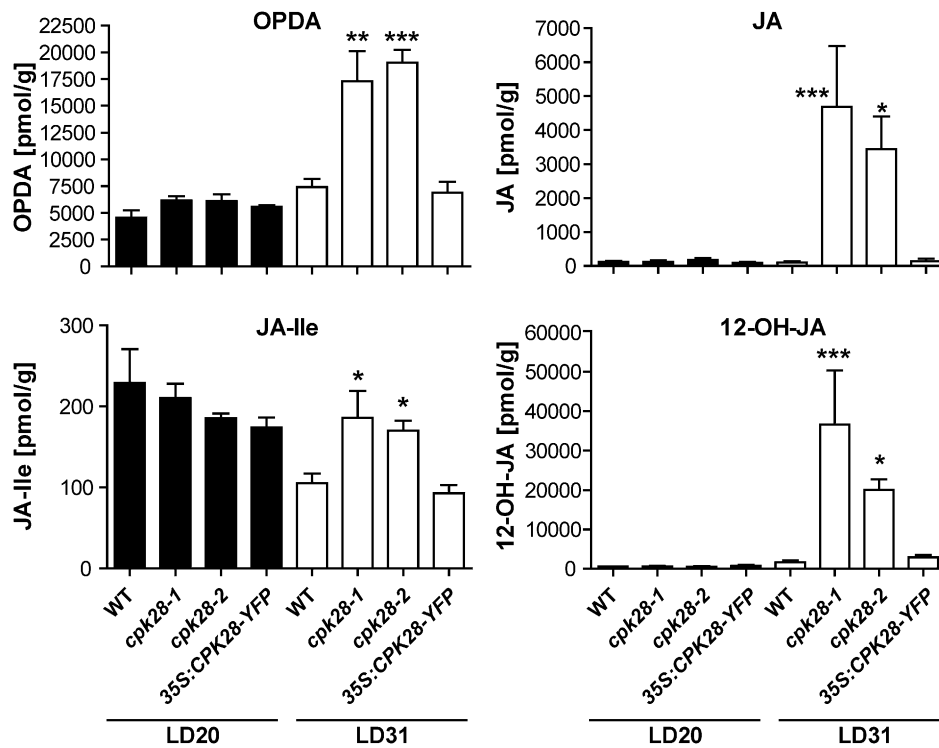 OPDA
OPDA [pmol/g]
22500
20000
17500
15000
12500
10000
7500
5000
2500
0
** ***
JA
JA [pmol/g]
7000
6000
5000
4000
3000
2000
1000
0
*** *
JA-Ile
JA-Ile [pmol/g]
300
200
100
0
* *
WT cpk28-1 cpk28-2 35S:CPK28-YFP WT cpk28-1 cpk28-2 35S:CPK28-YFP
LD20 LD31
12-OH-JA
12-OH-JA [pmol/g]
60000
50000
40000
30000
20000
10000
0
*** *
WT cpk28-1 cpk28-2 35S:CPK28-YFP WT cpk28-1 cpk28-2 35S:CPK28-YFP
LD20 LD31